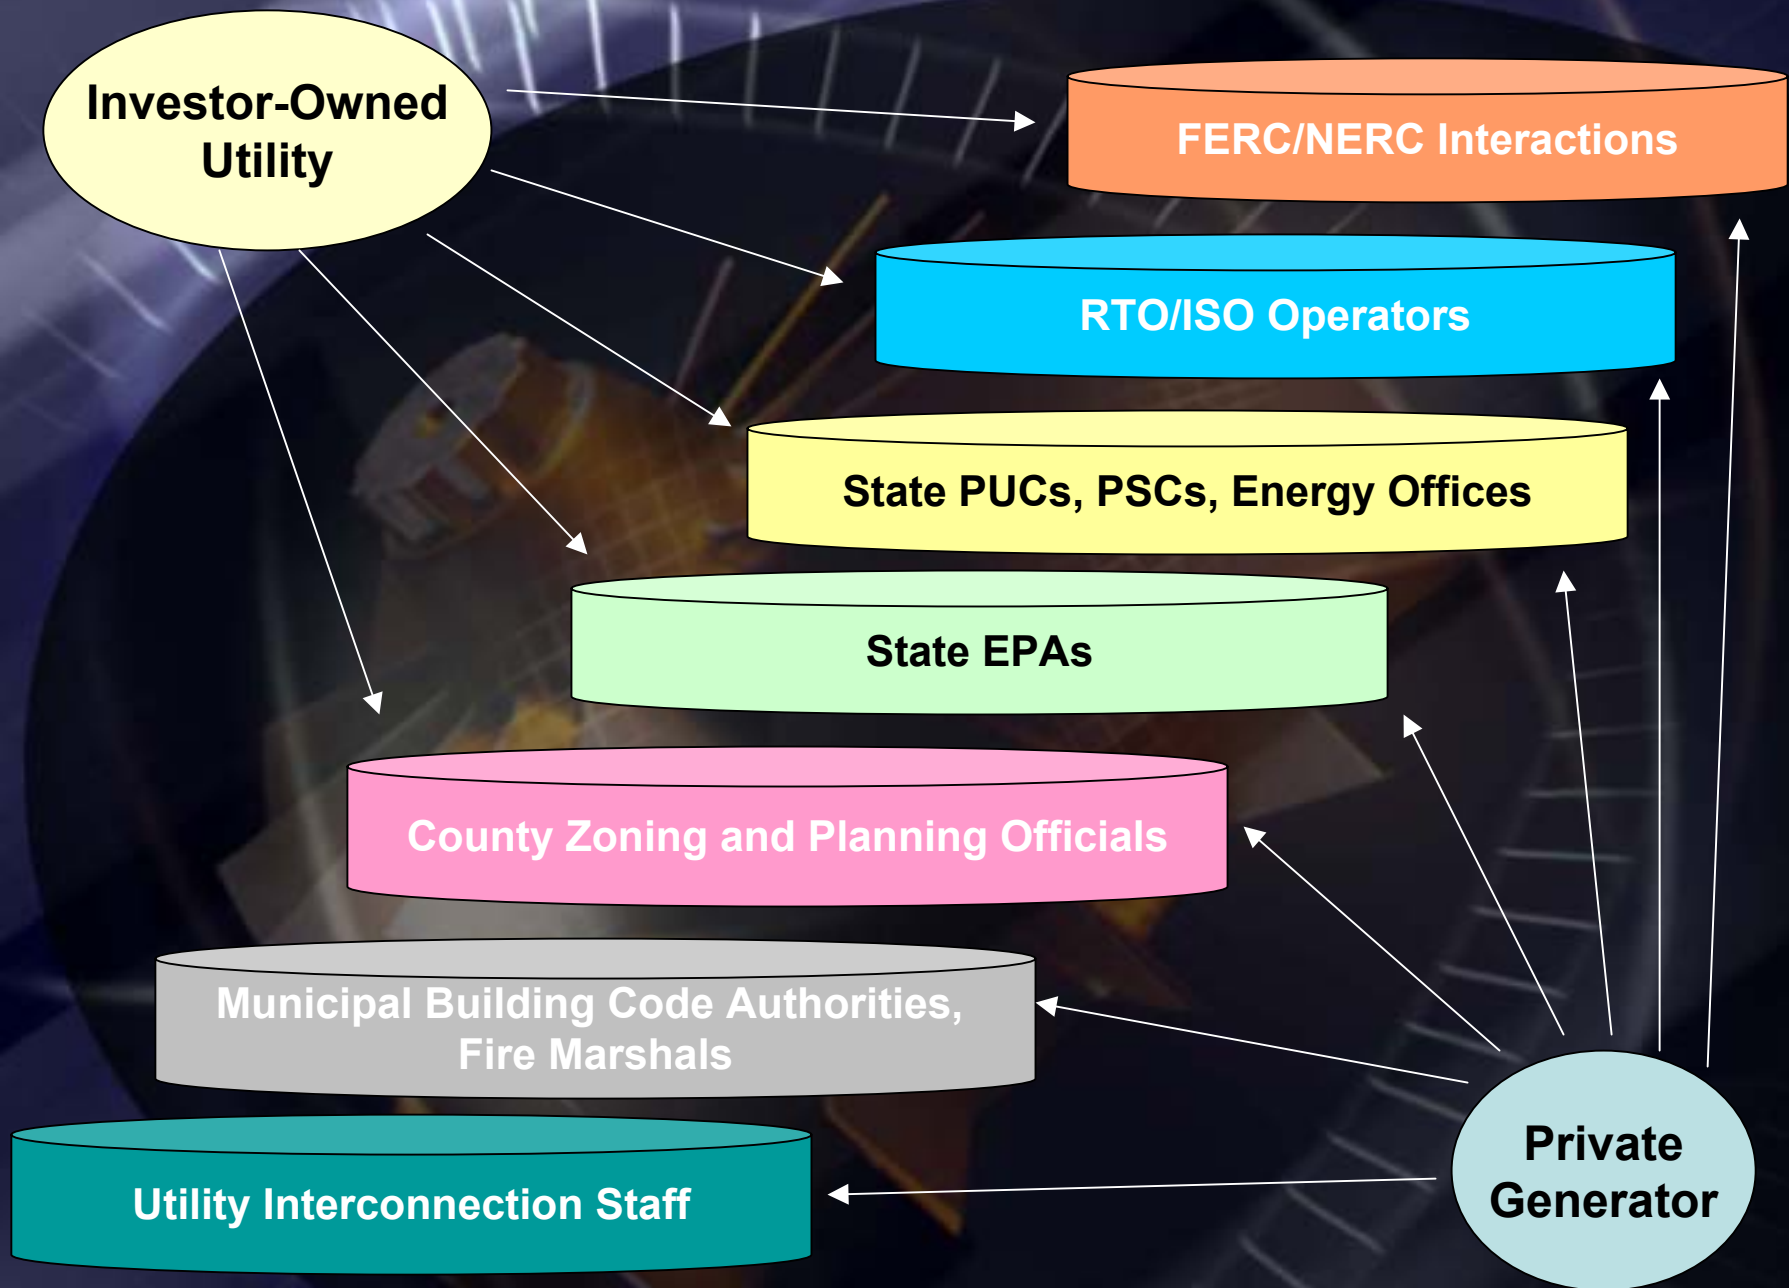 Investor-Owned
Utility
FERC/NERC Interactions
RTO/ISO Operators
State PUCs, PSCs, Energy Offices
State EPAs
County Zoning and Planning Officials
Municipal Building Code Authorities,
Fire Marshals
Utility Interconnection Staff
Private
Generator